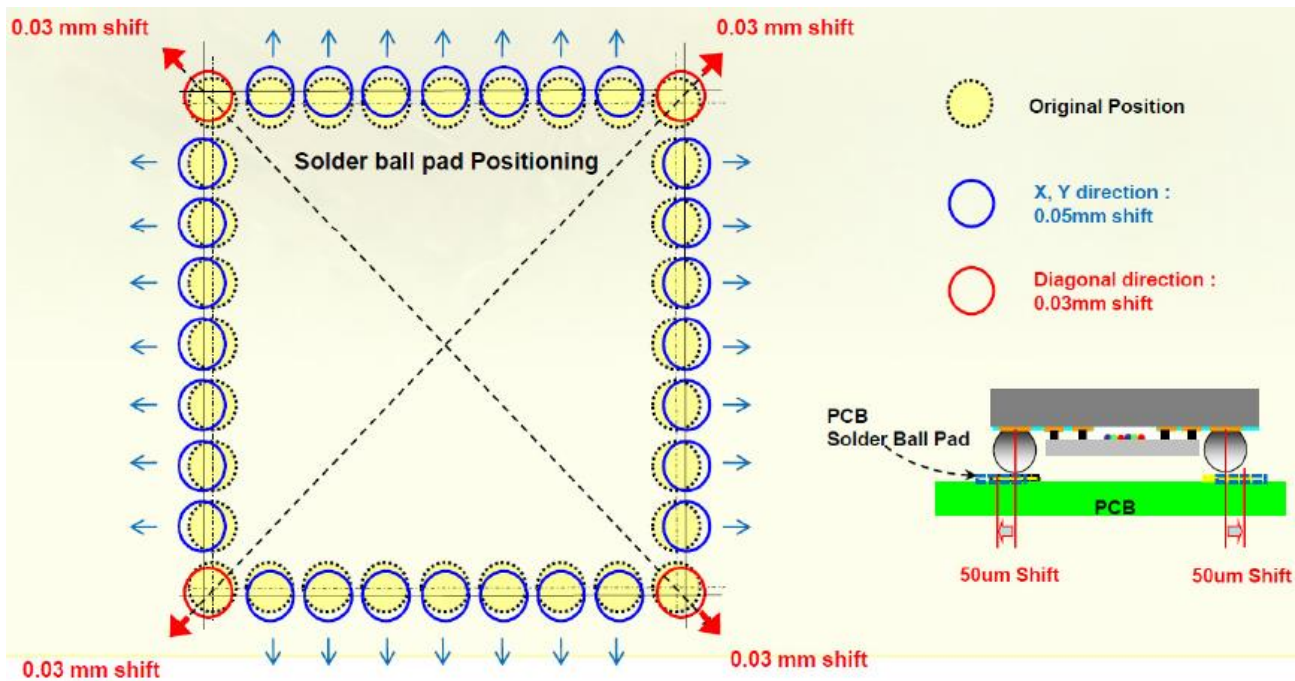 0.03 mm shift
0.03 mm shift
Solder ball pad Positioning
Original Position
X, Y direction :
0.05mm shift
Diagonal direction :
0.03mm shift
PCB
Solder Ball Pad
PCB
50um Shift
50um Shift
0.03 mm shift
0.03 mm shift